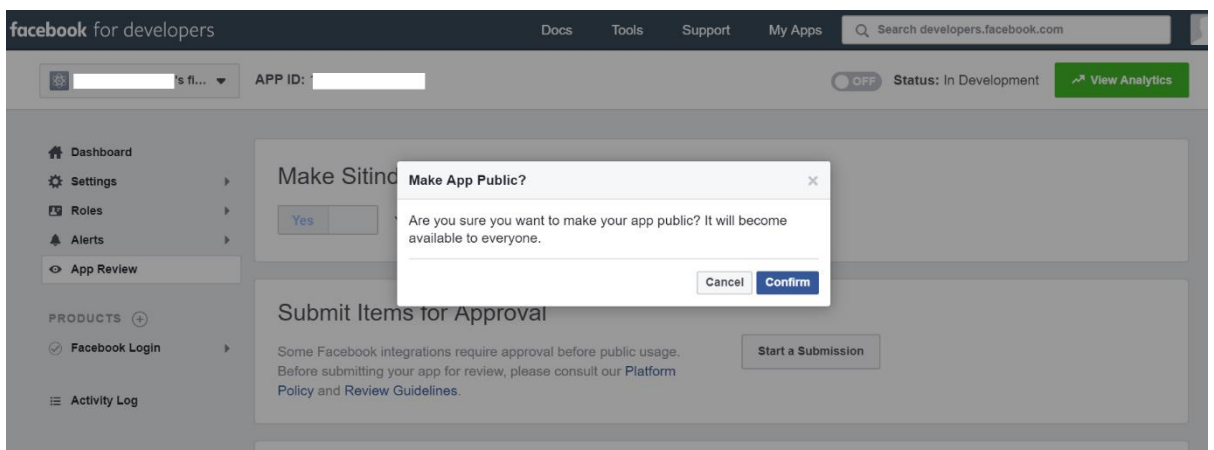 facebook for developers
Docs
Tools
Support
My Apps
Search developers.facebook.com
's fi...
APP ID:
OFF
Status: In Development
View Analytics
Dashboard
Settings
Roles
Alerts
App Review
PRODUCTS
Facebook Login
Activity Log
Make Sitind
Yes
Make App Public?
Are you sure you want to make your app public? It will become
available to everyone.
Cancel
Confirm
Submit Items for Approval
Some Facebook integrations require approval before public usage.
Before submitting your app for review, please consult our Platform
Policy and Review Guidelines.
Start a Submission